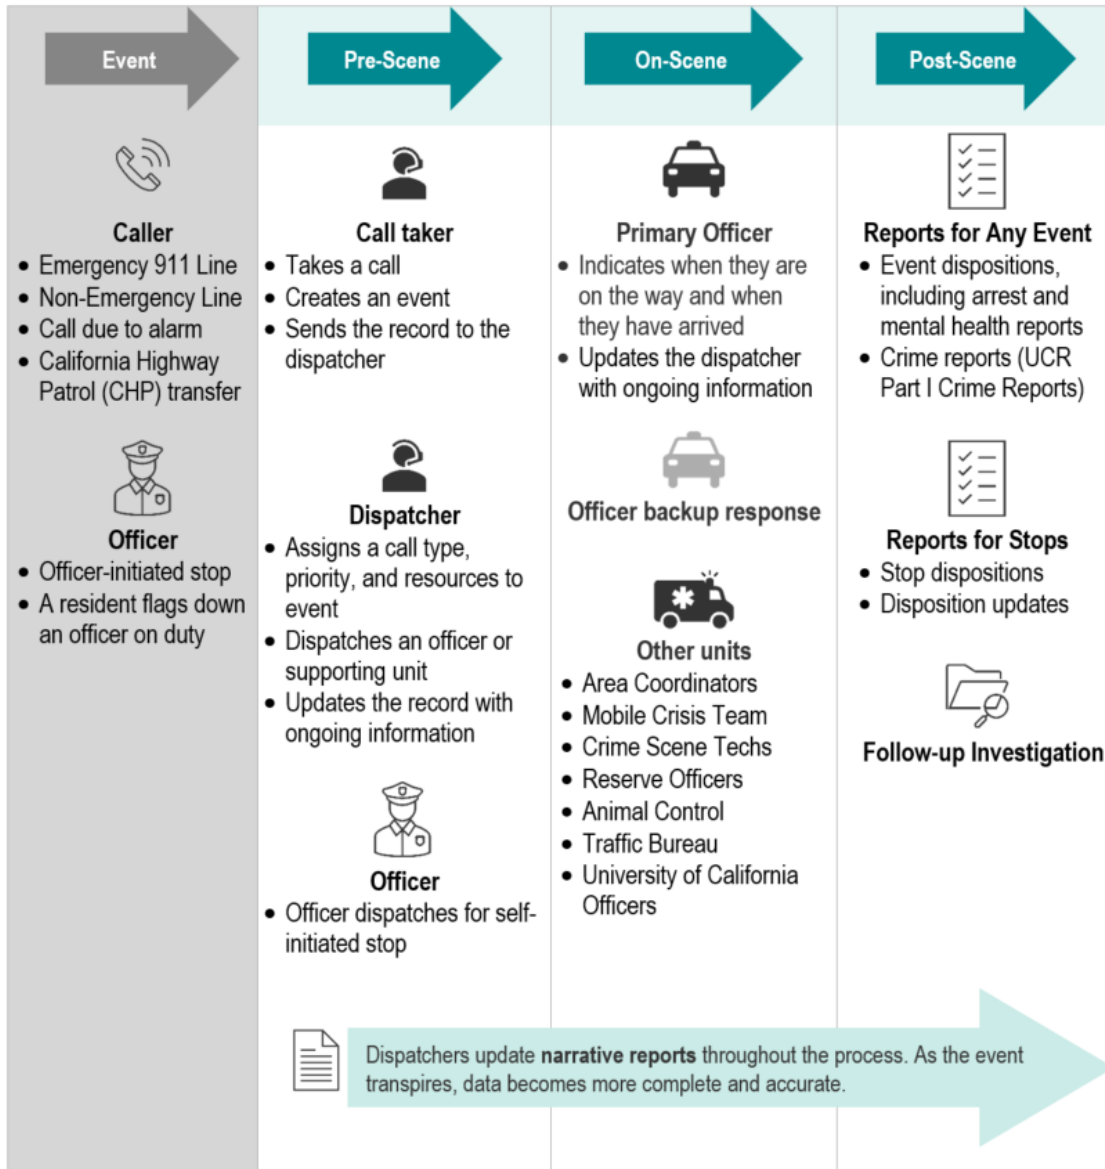 Event
Pre-Scene
On-Scene
Post-Scene
Caller
• Emergency 911 Line
• Non-Emergency Line
• Call due to alarm
• California Highway
Patrol (CHP) transfer
Officer
• Officer-initiated stop
• A resident flags down
an officer on duty
Call taker
• Takes a call
• Creates an event
• Sends the record to the
dispatcher
Dispatcher
• Assigns a call type,
priority, and resources to
event
• Dispatches an officer or
supporting unit
• Updates the record with
ongoing information
Officer
• Officer dispatches for self-
initiated stop
Primary Officer
• Indicates when they are
on the way and when
they have arrived
• Updates the dispatcher
with ongoing information
Officer backup response
Other units
• Area Coordinators
• Mobile Crisis Team
• Crime Scene Techs
• Reserve Officers
• Animal Control
• Traffic Bureau
• University of California
Officers
Reports for Any Event
• Event dispositions,
including arrest and
mental health reports
• Crime reports (UCR
Part I Crime Reports)
Reports for Stops
• Stop dispositions
• Disposition updates
Follow-up Investigation
Dispatchers update narrative reports throughout the process. As the event
transpires, data becomes more complete and accurate.